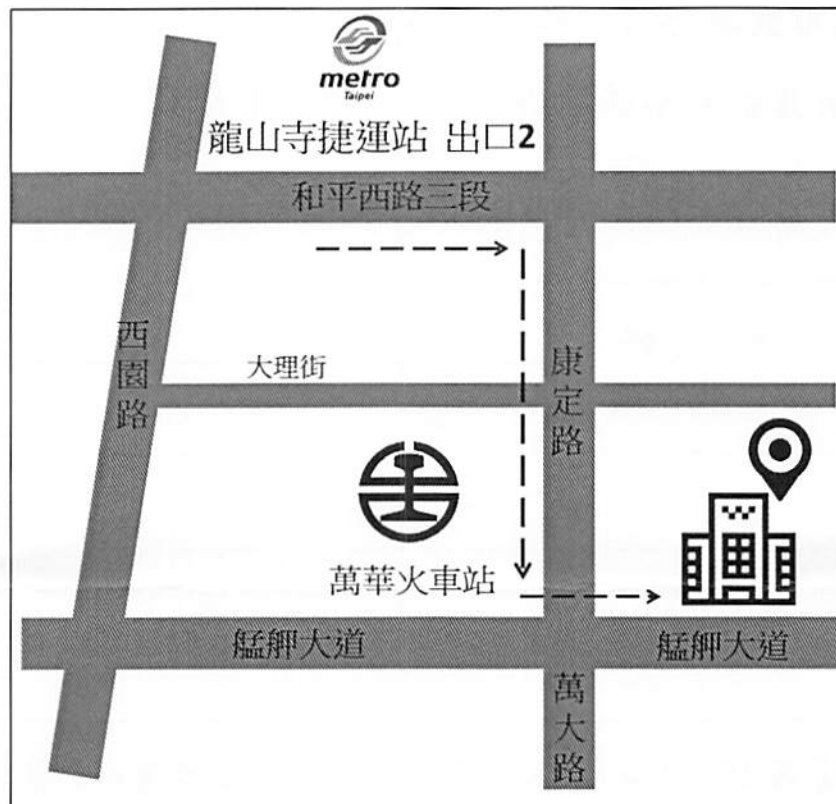 metro
Taipei
龍山寺捷運站 出口2
和平西路三段
西園路
大理街
康定路
萬華火車站
艋舺大道
艋舺大道
萬大路